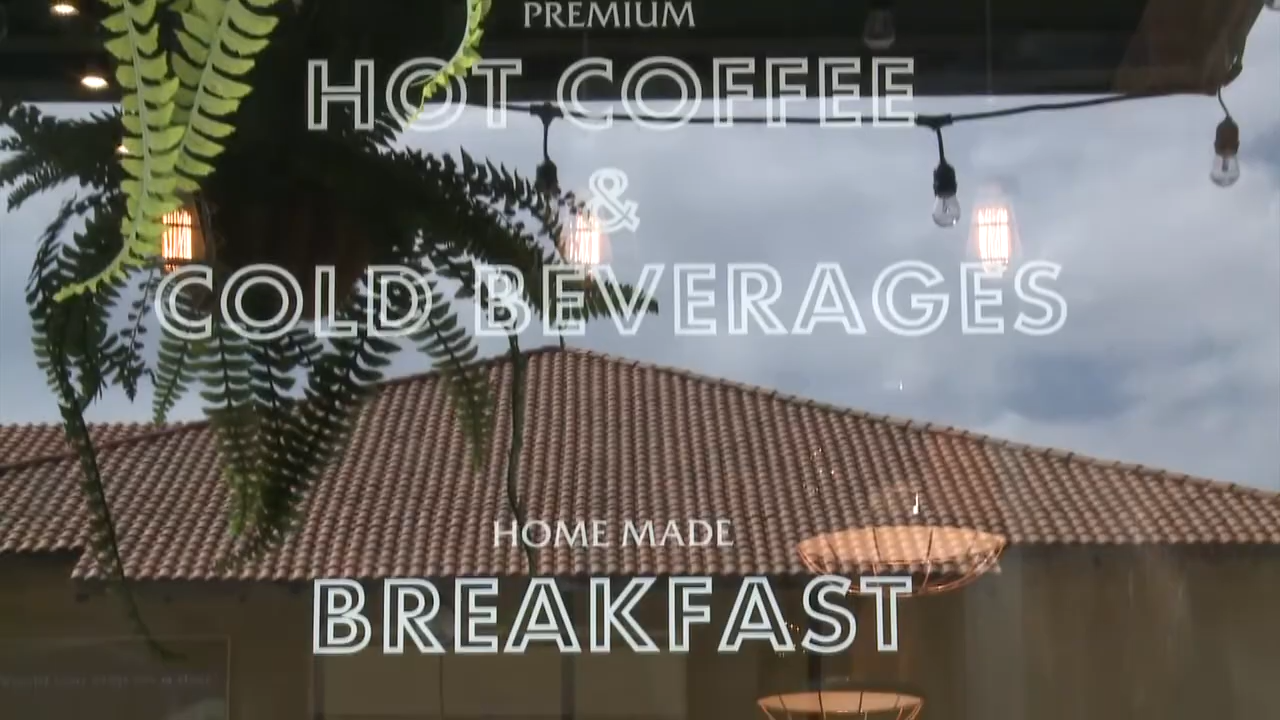 PREMIUM
HOT COFFEE
&
COLD BEVERAGES
HOME MADE
BREAKFAST